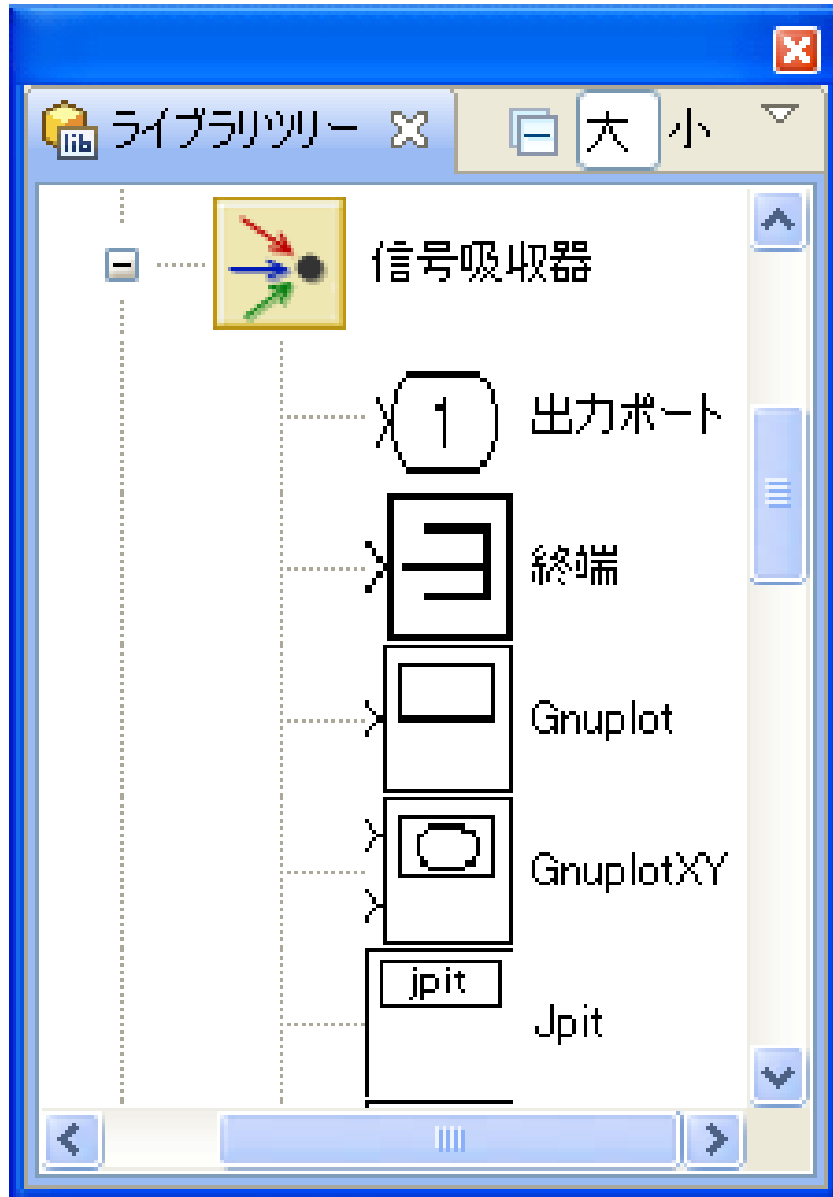 lib ライブラリツリー 大 小
信号吸収器
1 出力ポート
終端
Gnuplot
GnuplotXY
jpit Jpit